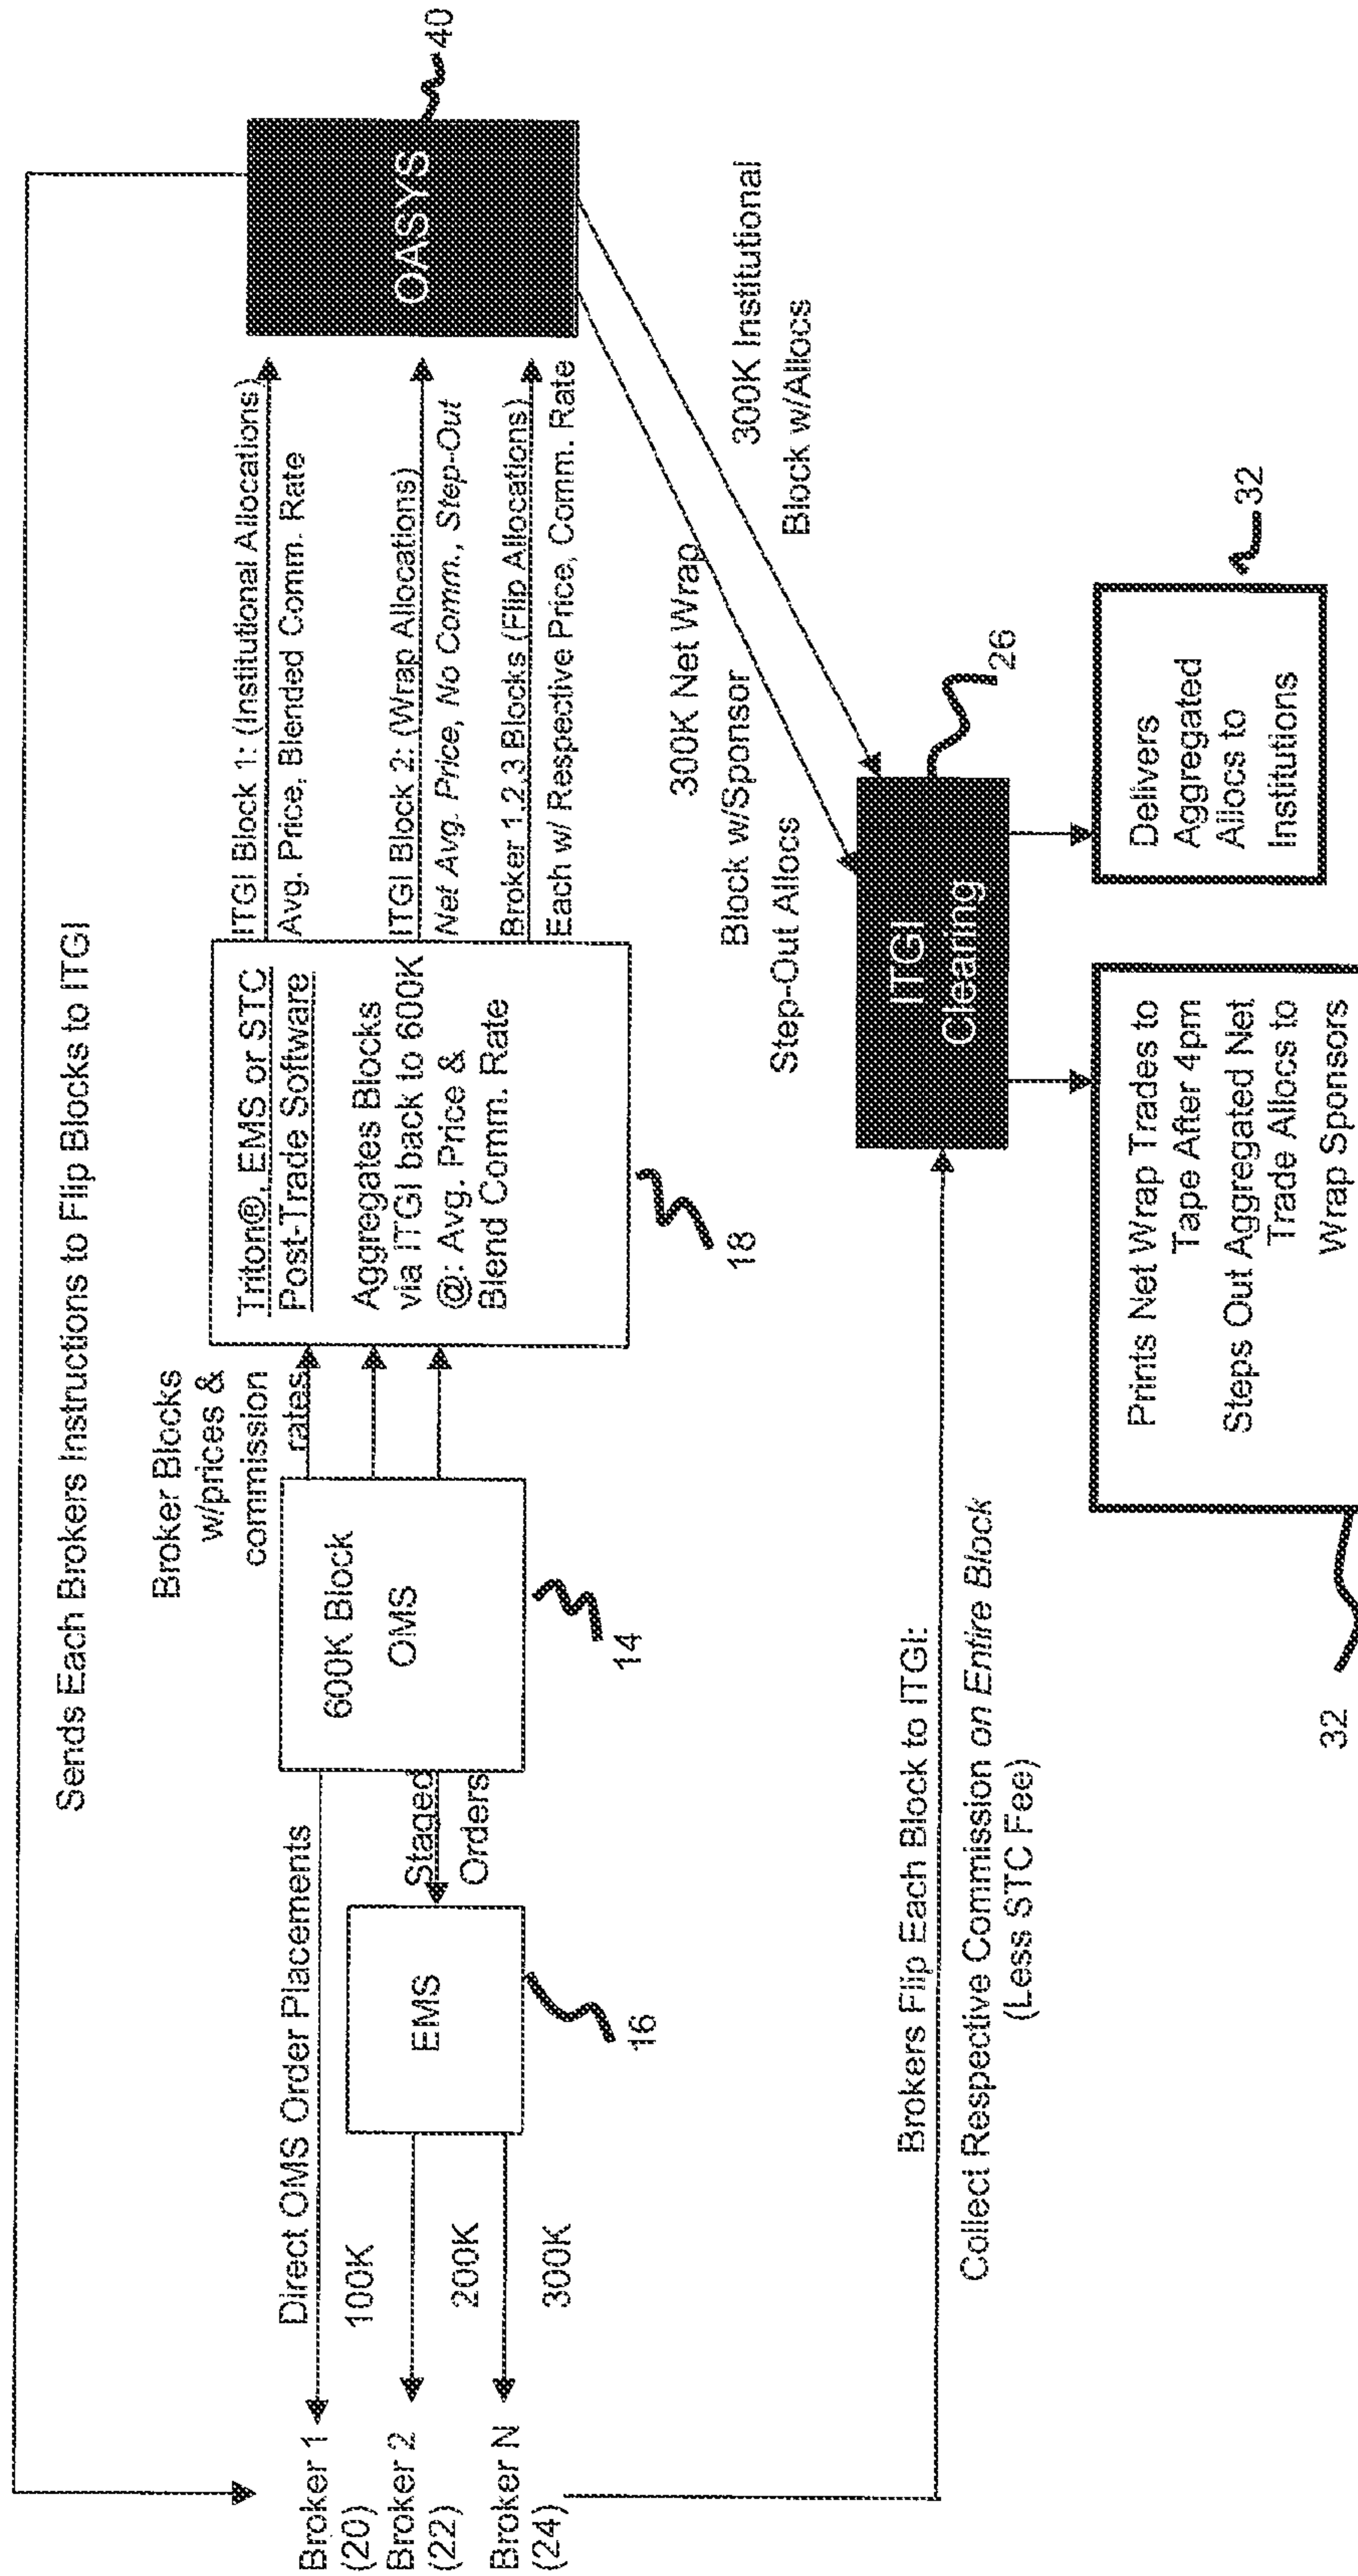 Sends Each Brokers Instructions to Flip Blocks to ITGI
Broker 1
(20)
Broker 2
(22)
Broker N
(24)
Direct OMS Order Placements
100K
200K
300K
EMS
16
Staged
Orders
600K Block
OMS
14
Broker Blocks
w/prices &
commission
rates
Triton®, EMS or STC
Post-Trade Software
Aggregates Blocks
via ITGI back to 600K
@: Avg. Price &
Blend Comm. Rate
18
ITGI Block 1: (Institutional Allocations)
Avg. Price, Blended Comm. Rate
ITGI Block 2: (Wrap Allocations)
Net Avg. Price, No Comm., Step-Out
Broker 1,2,3 Blocks (Flip Allocations)
Each w/ Respective Price, Comm. Rate
OASYS
40
300K Net Wrap
Block w/Sponsor
Step-Out Allocs
300K Institutional
Block w/Allocs
Brokers Flip Each Block to ITGI:
Collect Respective Commission on Entire Block
(Less STC Fee)
ITGI
Clearing
26
Prints Net Wrap Trades to
Tape After 4pm
Steps Out Aggregated Net
Trade Allocs to
Wrap Sponsors
32
Delivers
Aggregated
Allocs to
Institutions
32